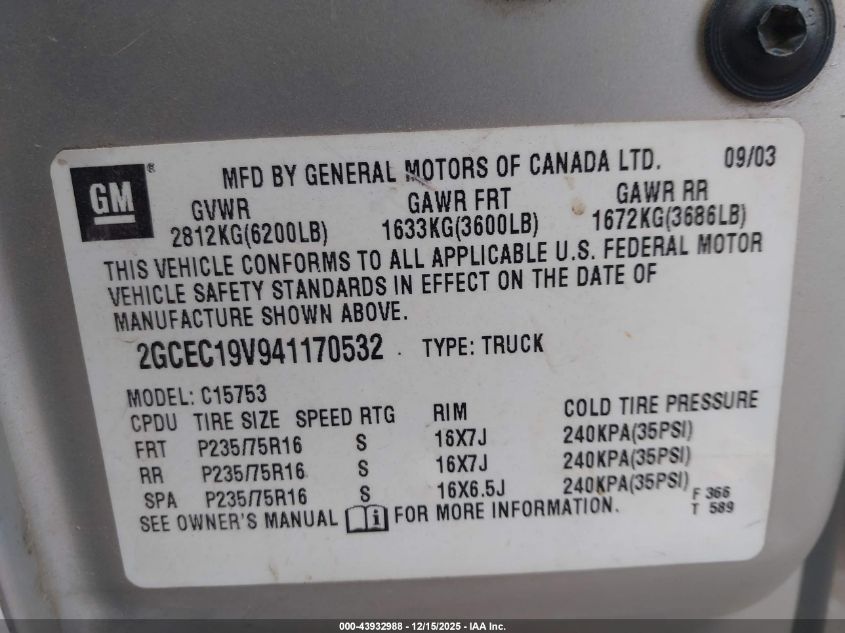 GM ®
MFD BY GENERAL MOTORS OF CANADA LTD. 09/03
GVWR GAWR FRT GAWR RR
2812KG(6200LB) 1633KG(3600LB) 1672KG(3686LB)
THIS VEHICLE CONFORMS TO ALL APPLICABLE U.S. FEDERAL MOTOR
VEHICLE SAFETY STANDARDS IN EFFECT ON THE DATE OF
MANUFACTURE SHOWN ABOVE.
2GCEC19V941170532 TYPE: TRUCK
MODEL: C15753
CPDU TIRE SIZE SPEED RTG RIM COLD TIRE PRESSURE
FRT P235/75R16 S 16X7J 240KPA(35PSI)
RR P235/75R16 S 16X7J 240KPA(35PSI)
SPA P235/75R16 S 16X6.5J 240KPA(35PSI) F 366
SEE OWNER'S MANUAL i FOR MORE INFORMATION. T 589
000-43932988 - 12/15/2025 - IAA Inc.